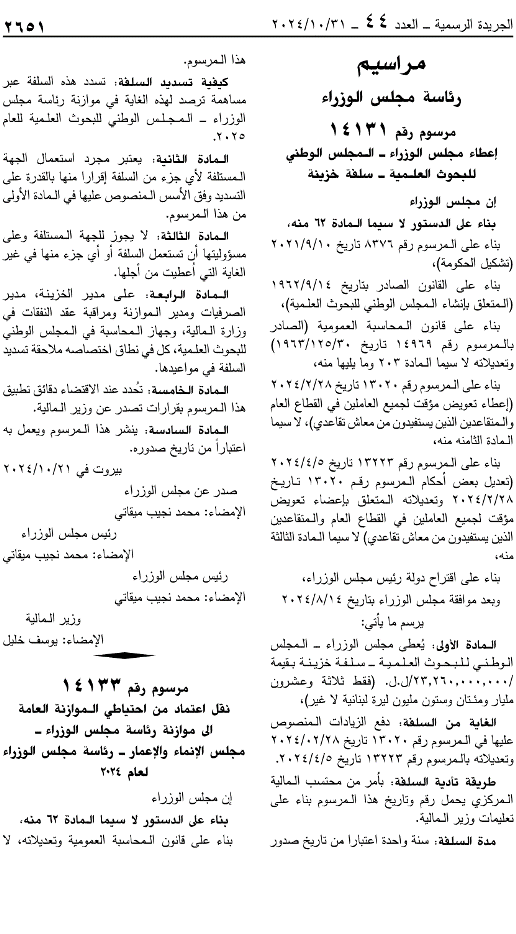 الجريدة الرسمية ــ العدد ٤٤ ــ ٢٠٢٤/١٠/٣١
٢٦٥١
مراسيم
رئاسة مجلس الوزراء
مرسوم رقم ١٤١٣١
إعطاء مجلس الوزراء ــ المجلس الوطني
للبحوث العلمية ــ سلفة خزينة
إن مجلس الوزراء
بناء على الدستور لا سيما المادة ٦٢ منه،
بناء على المرسوم رقم ٨٣٧٦ تاريخ ٢٠٢١/٩/١٠
(تشكيل الحكومة)،
بناء على القانون الصادر بتاريخ ١٩٦٢/٩/١٤
(المتعلق بإنشاء المجلس الوطني للبحوث العلمية)،
بناء على قانون المحاسبة العمومية (الصادر
بالمرسوم رقم ١٤٩٦٩ تاريخ ١٩٦٣/١٢٥/٣٠)
وتعديلاته لا سيما المادة ٢٠٣ وما يليها منه،
بناء على المرسوم رقم ١٣٠٢٠ تاريخ ٢٠٢٤/٢/٢٨
(إعطاء تعويض مؤقت لجميع العاملين في القطاع العام
والمتقاعدين الذين يستفيدون من معاش تقاعدي)، لا سيما
المادة الثامنه منه،
بناء على المرسوم رقم ١٣٢٢٣ تاريخ ٢٠٢٤/٤/٥
(تعديل بعض أحكام المرسوم رقم ١٣٠٢٠ تاريخ
٢٠٢٤/٢/٢٨ وتعديلاته المتعلق بإعضاء تعويض
مؤقت لجميع العاملين في القطاع العام والمتقاعدين
الذين يستفيدون من معاش تقاعدي) لا سيما المادة الثالثة
منه،
بناء على اقتراح دولة رئيس مجلس الوزراء،
وبعد موافقة مجلس الوزراء بتاريخ ٢٠٢٤/٨/١٤
يرسم ما يأتي:
المادة الأولى: يُعطى مجلس الوزراء ــ المجلس
الوطني للبحوث العلمية ــ سلفة خزينة بقيمة
/٢٣,٢٦٠,٠٠٠,٠٠٠/ل.ل. (فقط ثلاثة وعشرون
مليار ومئتان وستون مليون ليرة لبنانية لا غير)،
الغاية من السلفة: دفع الزيادات المنصوص
عليها في المرسوم رقم ١٣٠٢٠ تاريخ ٢٠٢٤/٠٢/٢٨
وتعديلاته بالمرسوم رقم ١٣٢٢٣ تاريخ ٢٠٢٤/٤/٥.
طريقة تأدية السلفة: بأمر من محتسب المالية
المركزي يحمل رقم وتاريخ هذا المرسوم بناء على
تعليمات وزير المالية.
مدة السلفة: سنة واحدة اعتبارا من تاريخ صدور
هذا المرسوم.
كيفية تسديد السلفة: تسدد هذه السلفة عبر
مساهمة ترصد لهذه الغاية في موازنة رئاسة مجلس
الوزراء ــ المجلس الوطني للبحوث العلمية للعام
٢٠٢٥.
المادة الثانية: يعتبر مجرد استعمال الجهة
المستلفة لأي جزء من السلفة إقرارا منها بالقدرة على
التسديد وفق الأسس المنصوص عليها في المادة الأولى
من هذا المرسوم.
المادة الثالثة: لا يجوز للجهة المستلفة وعلى
مسؤوليتها أن تستعمل السلفة أو أي جزء منها في غير
الغاية التي أعطيت من أجلها.
المادة الرابعة: على مدير الخزينة، مدير
الصرفيات ومدير الموازنة ومراقبة عقد النفقات في
وزارة المالية، وجهاز المحاسبة في المجلس الوطني
للبحوث العلمية، كل في نطاق اختصاصه ملاحقة تسديد
السلفة في مواعيدها.
المادة الخامسة: تُحدد عند الاقتضاء دقائق تطبيق
هذا المرسوم بقرارات تصدر عن وزير المالية.
المادة السادسة: ينشر هذا المرسوم ويعمل به
اعتباراً من تاريخ صدوره.
بيروت في ٢٠٢٤/١٠/٢١
صدر عن مجلس الوزراء
الإمضاء: محمد نجيب ميقاتي
رئيس مجلس الوزراء
الإمضاء: محمد نجيب ميقاتي
رئيس مجلس الوزراء
الإمضاء: محمد نجيب ميقاتي
وزير المالية
الإمضاء: يوسف خليل
مرسوم رقم ١٤١٣٣
نقل اعتماد من احتياطي الموازنة العامة
الى موازنة رئاسة مجلس الوزراء ــ
مجلس الإنماء والإعمار ــ رئاسة مجلس الوزراء
لعام ٢٠٢٤
إن مجلس الوزراء
بناء على الدستور لا سيما المادة ٦٢ منه،
بناء على قانون المحاسبة العمومية وتعديلاته، لا